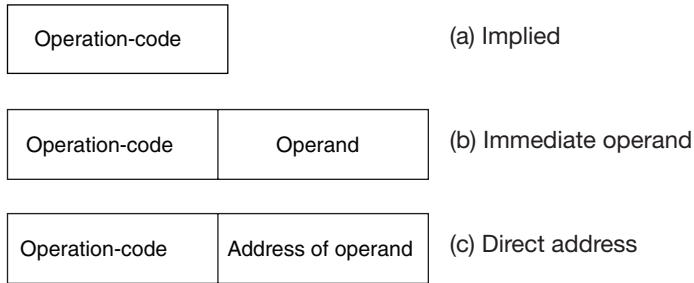 Operation-code (a) Implied
Operation-code Operand (b) Immediate operand
Operation-code Address of operand (c) Direct address